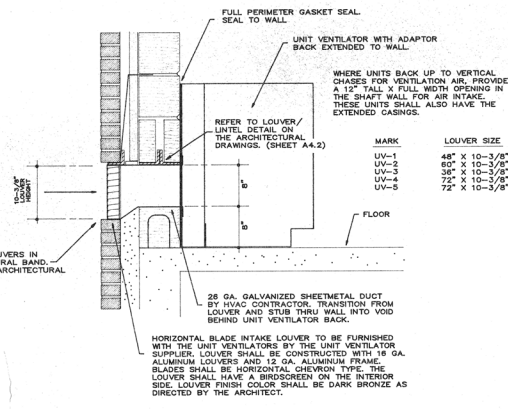 FULL PERIMETER GASKET SEAL.
SEAL TO WALL
UNIT VENTILATOR WITH ADAPTOR
BACK EXTENDED TO WALL
WHERE UNITS BACK UP TO VERTICAL
CHASES FOR VENTILATION AIR, PROVIDE
A 12" TALL X FULL WIDTH OPENING IN
THE SHAFT WALL FOR AIR INTAKE.
THESE UNITS SHALL ALSO HAVE THE
EXTENDED CASINGS.
REFER TO LOUVER/
LINTEL DETAIL ON
THE ARCHITECTURAL
DRAWINGS. (SHEET A4.2)
MARK LOUVER SIZE
UV-1 48" X 10-3/8"
UV-2 60" X 10-3/8"
UV-3 36" X 10-3/8"
UV-4 72" X 10-3/8"
UV-5 72" X 10-3/8"
10-3/8"
LOUVER
HEIGHT
8"
8"
FLOOR
UVERS IN
RAL BAND.
ARCHITECTURAL
26 GA. GALVANIZED SHEETMETAL DUCT
BY HVAC CONTRACTOR. TRANSITION FROM
LOUVER AND STUB THRU WALL INTO VOID
BEHIND UNIT VENTILATOR BACK.
HORIZONTAL BLADE INTAKE LOUVER TO BE FURNISHED
WITH THE UNIT VENTILATORS BY THE UNIT VENTILATOR
SUPPLIER. LOUVER SHALL BE CONSTRUCTED WITH 16 GA.
ALUMINUM LOUVERS AND 12 GA. ALUMINUM FRAME.
BLADES SHALL BE HORIZONTAL CHEVRON TYPE. THE
LOUVER SHALL HAVE A BIRDSCREEN ON THE INTERIOR
SIDE. LOUVER FINISH COLOR SHALL BE DARK BRONZE AS
DIRECTED BY THE ARCHITECT.